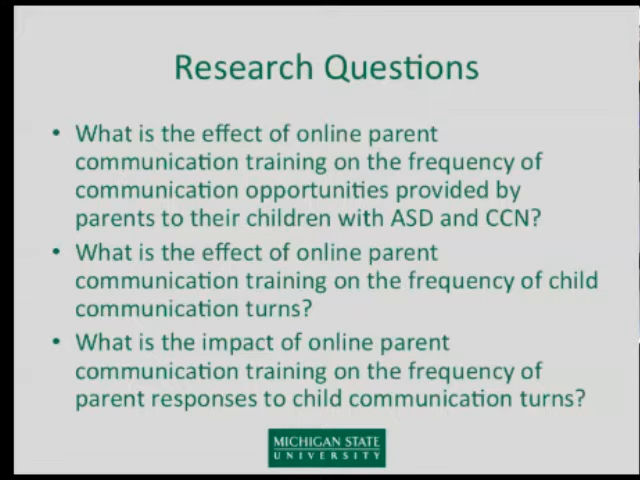 Research Questions
• What is the effect of online parent
communication training on the frequency of
communication opportunities provided by
parents to their children with ASD and CCN?
• What is the effect of online parent
communication training on the frequency of child
communication turns?
• What is the impact of online parent
communication training on the frequency of
parent responses to child communication turns?
MICHIGAN STATE
UNIVERSITY